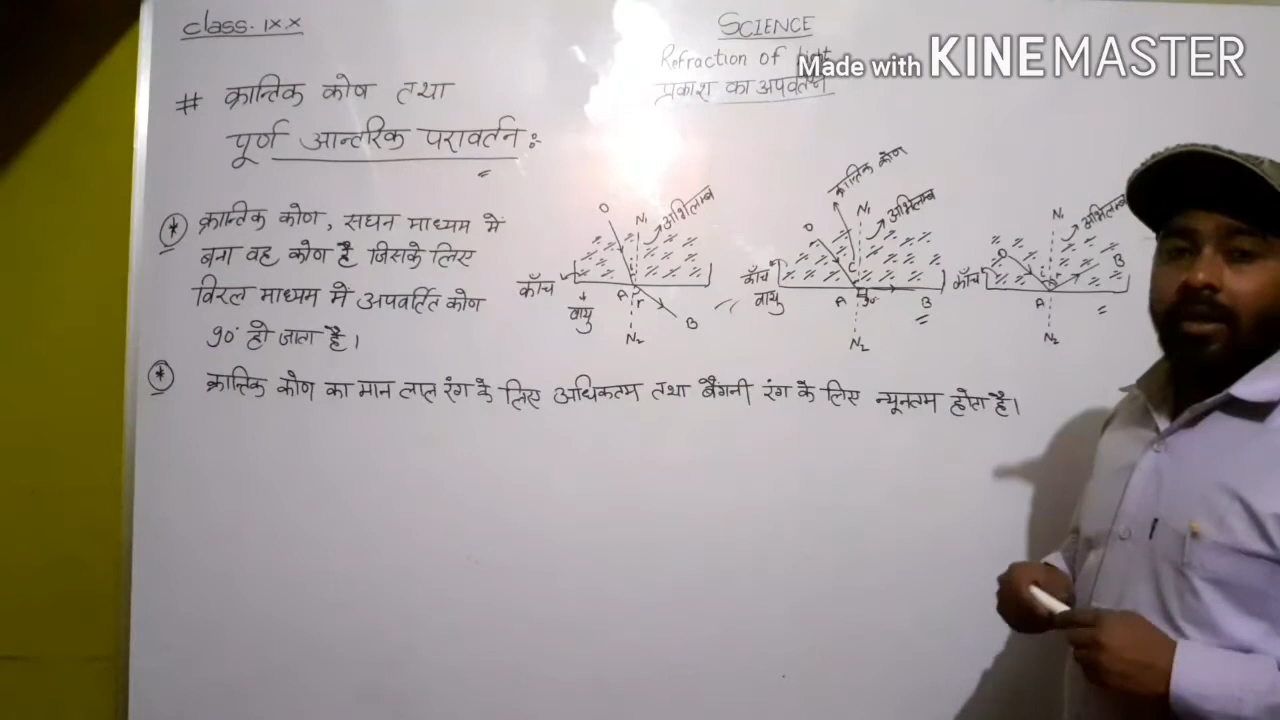 Class. IX.X
SCIENCE
Refraction of light
प्रकाश का अपवर्तन
Made with KINEMASTER
# क्रान्तिक कोण तथा
पूर्ण आन्तरिक परावर्तन :-
* क्रान्तिक कोण, सघन माध्यम में
बना वह कोण है जिसके लिए
विरल माध्यम में अपवर्तित कोण
90° हो जाता है।
O N₁ अभिलम्ब
काँच
वायु
A r B
N₂
क्रान्तिक कोण
O N₁ अभिलम्ब
C
काँच
वायु
A 90° B
N₂
N₁ अभिलम्ब
O B
काँच
i r
A
N₂
* क्रान्तिक कोण का मान लाल रंग के लिए अधिकतम तथा बैंगनी रंग के लिए न्यूनतम होता है।